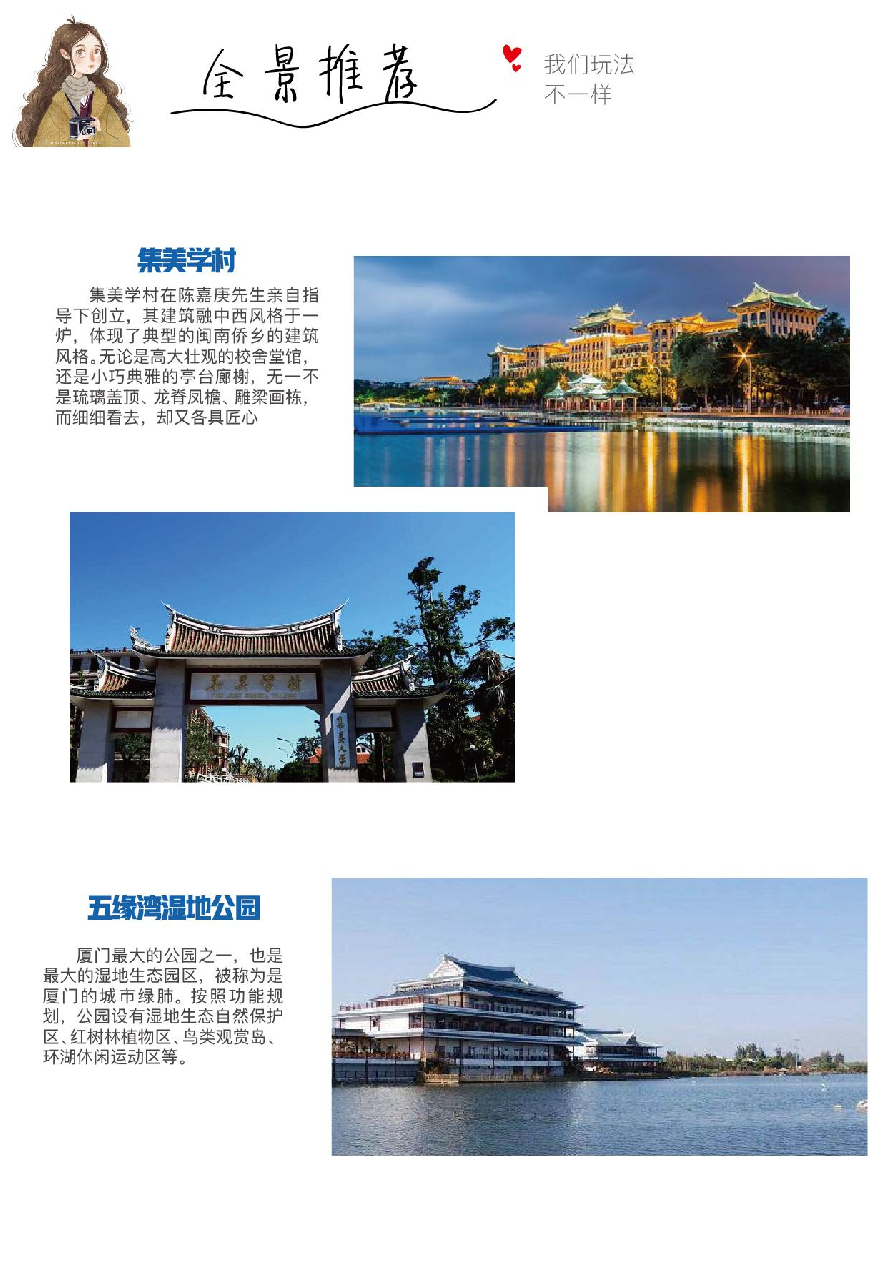 全景推荐
我们玩法
不一样
集美学村
集美学村在陈嘉庚先生亲自指
导下创立，其建筑融中西风格于一
炉，体现了典型的闽南侨乡的建筑
风格。无论是高大壮观的校舍堂馆，
还是小巧典雅的亭台廊榭，无一不
是琉璃盖顶、龙脊凤檐、雕梁画栋，
而细细看去，却又各具匠心
集美学村
集美大学
五缘湾湿地公园
厦门最大的公园之一，也是
最大的湿地生态园区，被称为是
厦门的城市绿肺。按照功能规
划，公园设有湿地生态自然保护
区、红树林植物区、鸟类观赏岛、
环湖休闲运动区等。